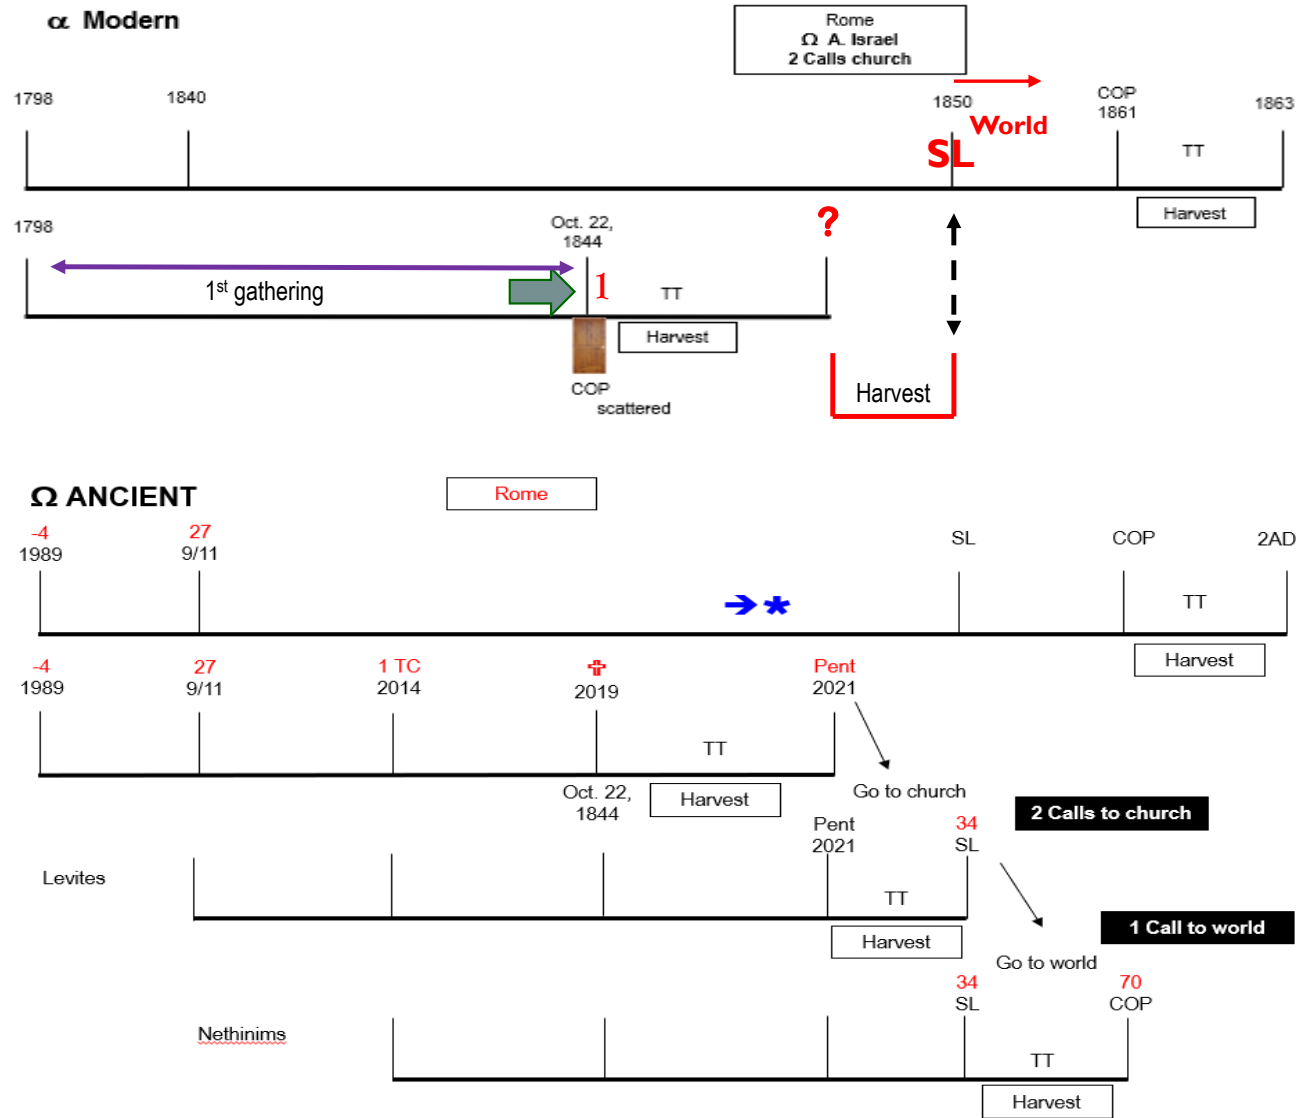 α Modern
Rome
Ω A. Israel
2 Calls church
1798
1840
1850
World
COP
1861
1863
SL
TT
Harvest
1798
Oct. 22,
1844
?
1st gathering
1
TT
Harvest
COP
scattered
Harvest
Ω ANCIENT
Rome
-4
1989
27
9/11
SL
COP
2AD
*
TT
Harvest
-4
1989
27
9/11
1 TC
2014
2019
Pent
2021
TT
Harvest
Oct. 22,
1844
Go to church
2 Calls to church
Levites
Pent
2021
34
SL
TT
Harvest
1 Call to world
Go to world
Nethinims
34
SL
70
COP
TT
Harvest